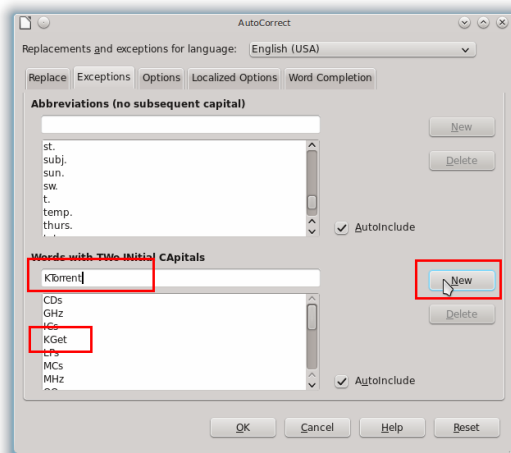 AutoCorrect
Replacements and exceptions for language: English (USA)
Replace Exceptions Options Localized Options Word Completion
Abbreviations (no subsequent capital)
New
st.
subj.
sun.
sw.
t.
temp.
thurs.
Delete
AutoInclude
Words with TWo INitial CApitals
KTorrent
New
CDs
GHz
ICs
KGet
LPs
MCs
MHz
Delete
AutoInclude
OK Cancel Help Reset